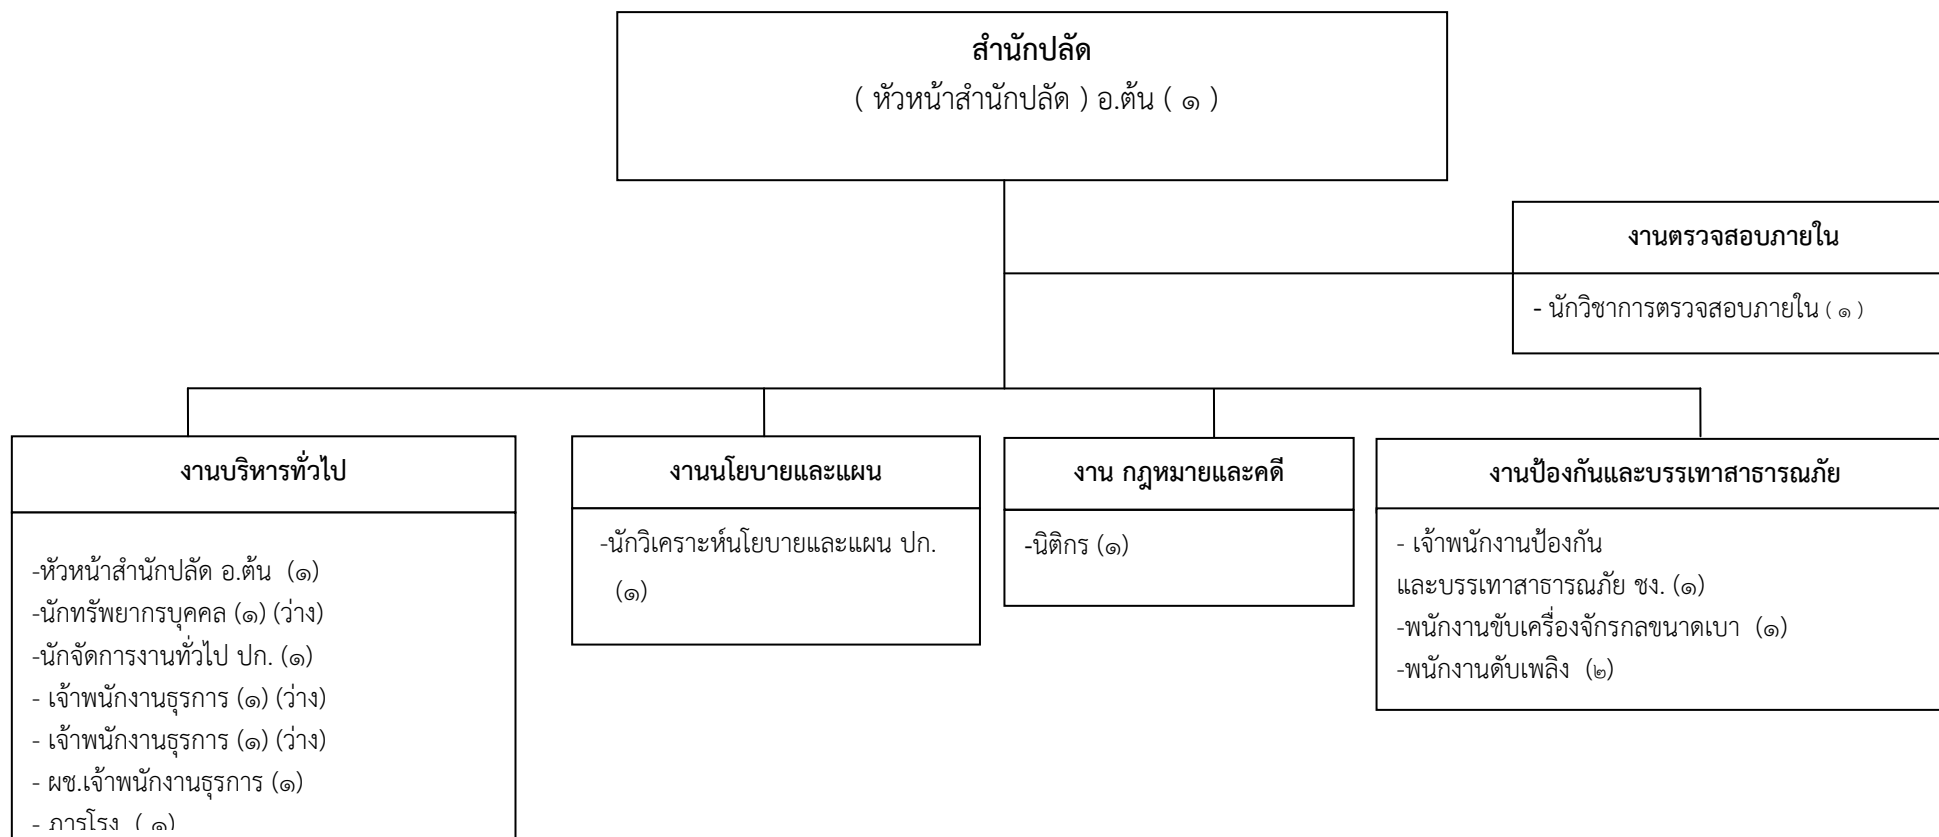 สำนักปลัด
( หัวหน้าสำนักปลัด ) อ.ต้น ( ๑ )
งานตรวจสอบภายใน
- นักวิชาการตรวจสอบภายใน ( ๑ )
งานบริหารทั่วไป
-หัวหน้าสำนักปลัด อ.ต้น (๑)
-นักทรัพยากรบุคคล (๑) (ว่าง)
-นักจัดการงานทั่วไป ปก. (๑)
- เจ้าพนักงานธุรการ (๑) (ว่าง)
- เจ้าพนักงานธุรการ (๑) (ว่าง)
- ผช.เจ้าพนักงานธุรการ (๑)
- ภารโรง ( ๑)
งานนโยบายและแผน
-นักวิเคราะห์นโยบายและแผน ปก.
(๑)
งาน กฎหมายและคดี
-นิติกร (๑)
งานป้องกันและบรรเทาสาธารณภัย
- เจ้าพนักงานป้องกัน
และบรรเทาสาธารณภัย ชง. (๑)
-พนักงานขับเครื่องจักรกลขนาดเบา (๑)
-พนักงานดับเพลิง (๒)